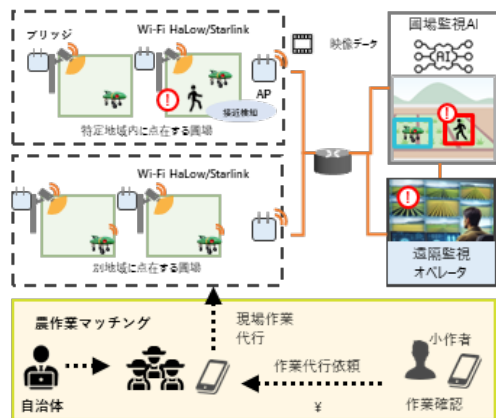 ブリッジ
Wi-Fi HaLow/Starlink
AP
接近検知
特定地域内に点在する圃場
映像データ
圃場監視AI
AI
Wi-Fi HaLow/Starlink
別地域に点在する圃場
遠隔監視
オペレータ
農作業マッチング
現場作業
代行
自治体
作業代行依頼
¥
小作者
作業確認